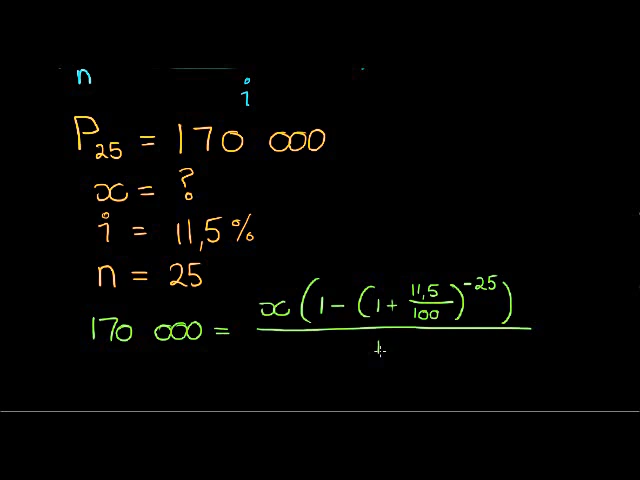 n
i
P₂₅ = 170 000
x = ?
i = 11,5 %
n = 25
170 000 = x(1 - (1 + 11,5/100)⁻²⁵)